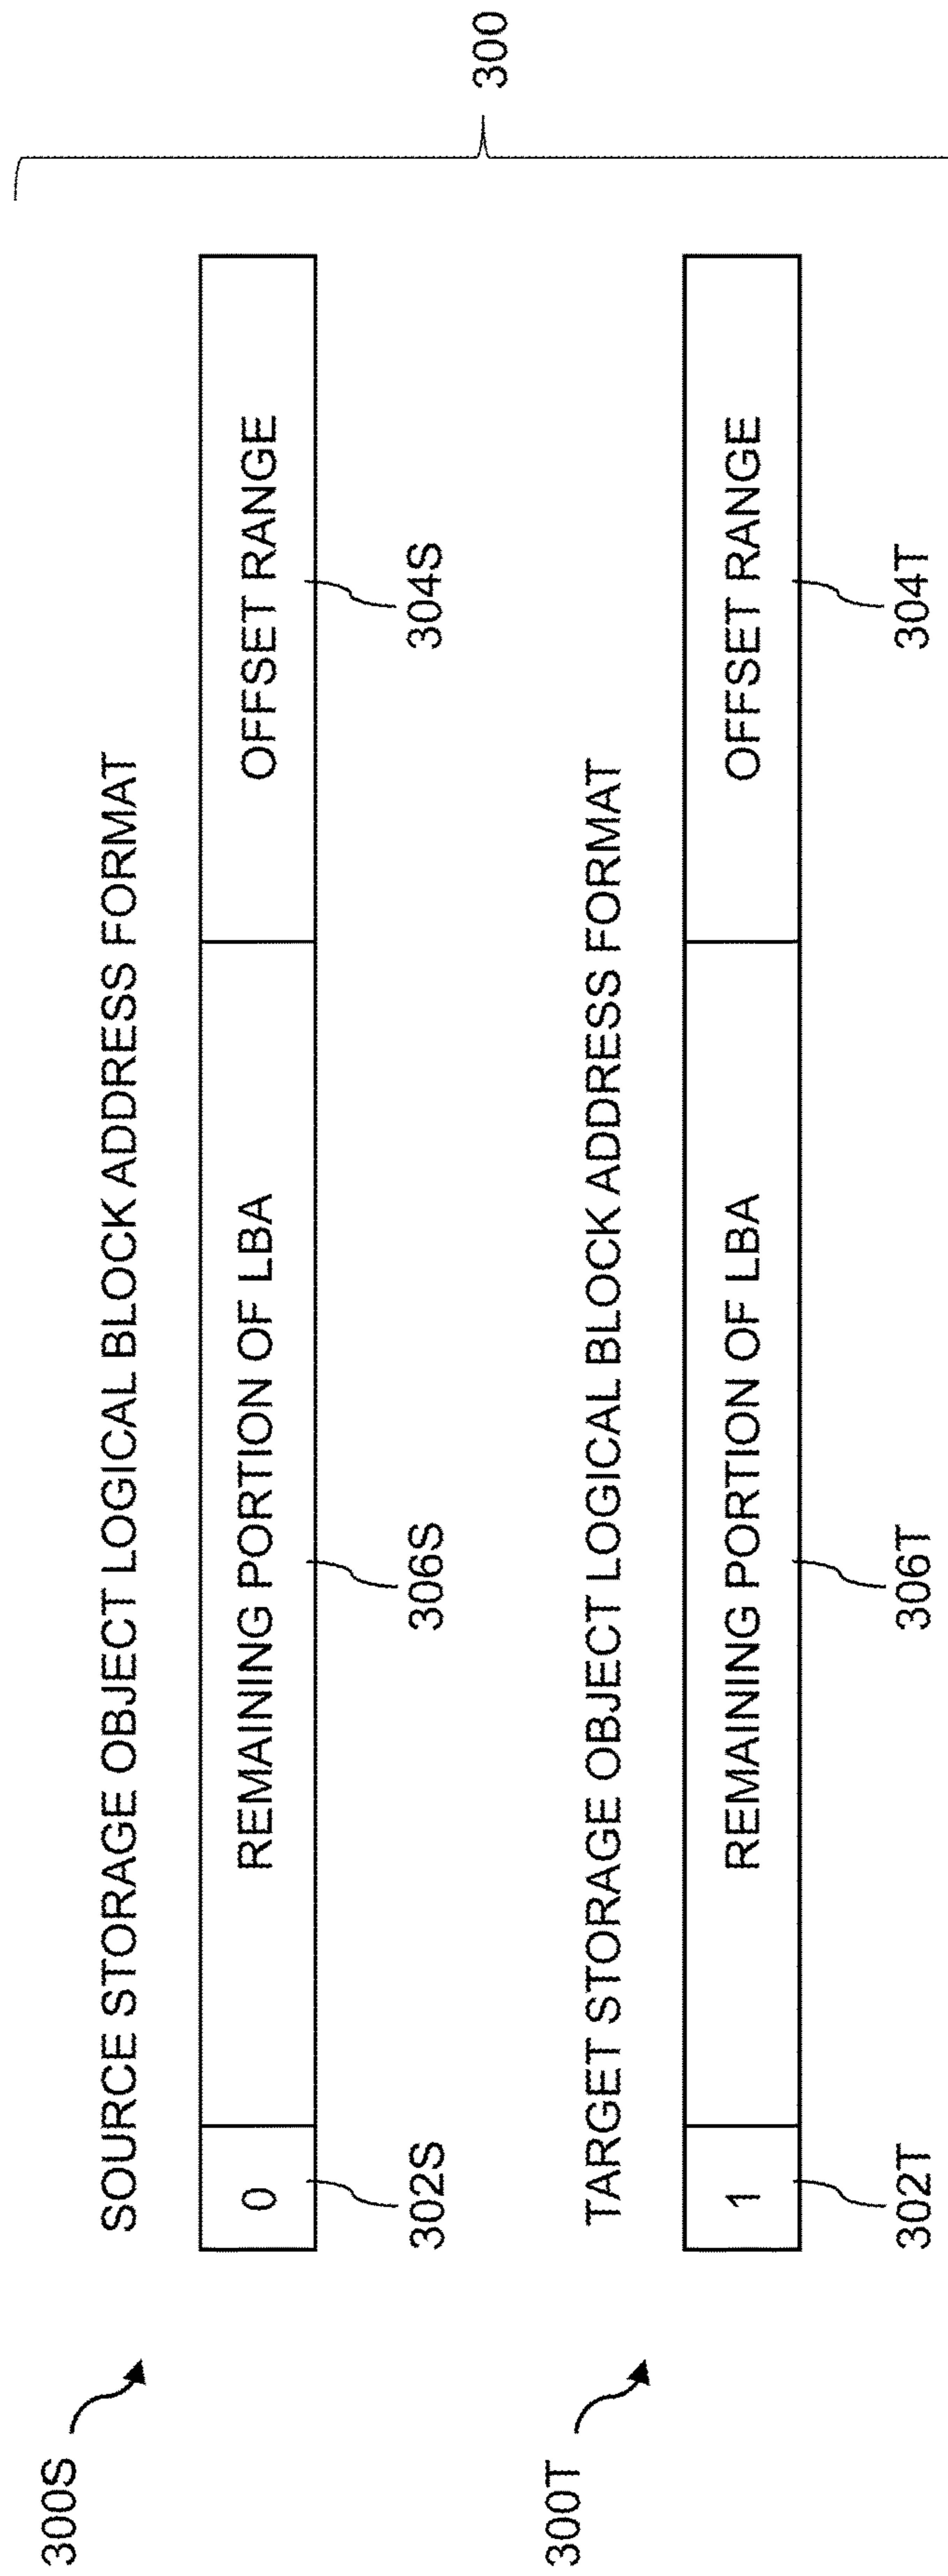 300S
SOURCE STORAGE OBJECT LOGICAL BLOCK ADDRESS FORMAT
0
REMAINING PORTION OF LBA
OFFSET RANGE
302S
306S
304S
300
300T
TARGET STORAGE OBJECT LOGICAL BLOCK ADDRESS FORMAT
1
REMAINING PORTION OF LBA
OFFSET RANGE
302T
306T
304T